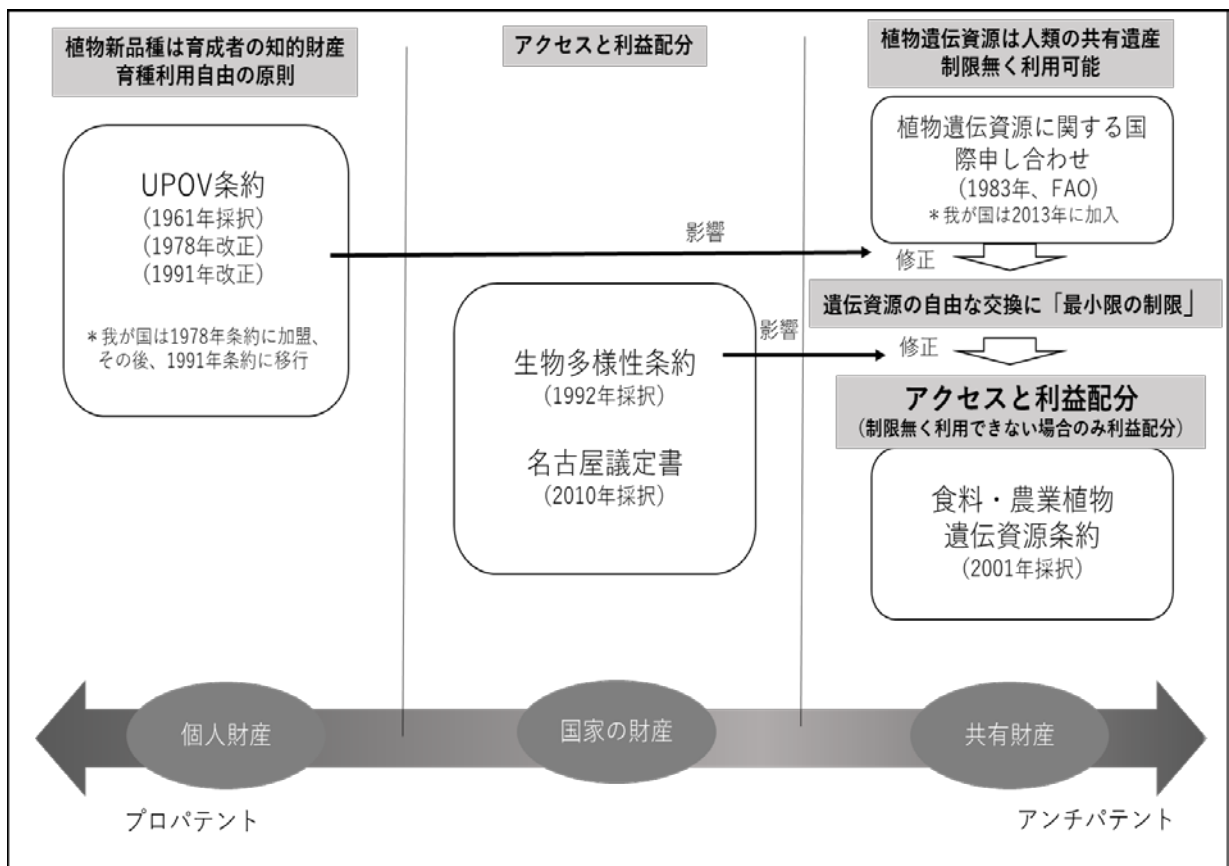 植物新品種は育成者の知的財産
育種利用自由の原則
UPOV条約
(1961年採択)
(1978年改正)
(1991年改正)
＊我が国は1978年条約に加盟、
その後、1991年条約に移行
アクセスと利益配分
影響
生物多様性条約
(1992年採択)
名古屋議定書
(2010年採択)
影響
植物遺伝資源は人類の共有遺産
制限無く利用可能
植物遺伝資源に関する国
際申し合わせ
(1983年、FAO)
＊我が国は2013年に加入
修正
遺伝資源の自由な交換に「最小限の制限」
修正
アクセスと利益配分
(制限無く利用できない場合のみ利益配分)
食料・農業植物
遺伝資源条約
(2001年採択)
個人財産
国家の財産
共有財産
プロパテント
アンチパテント